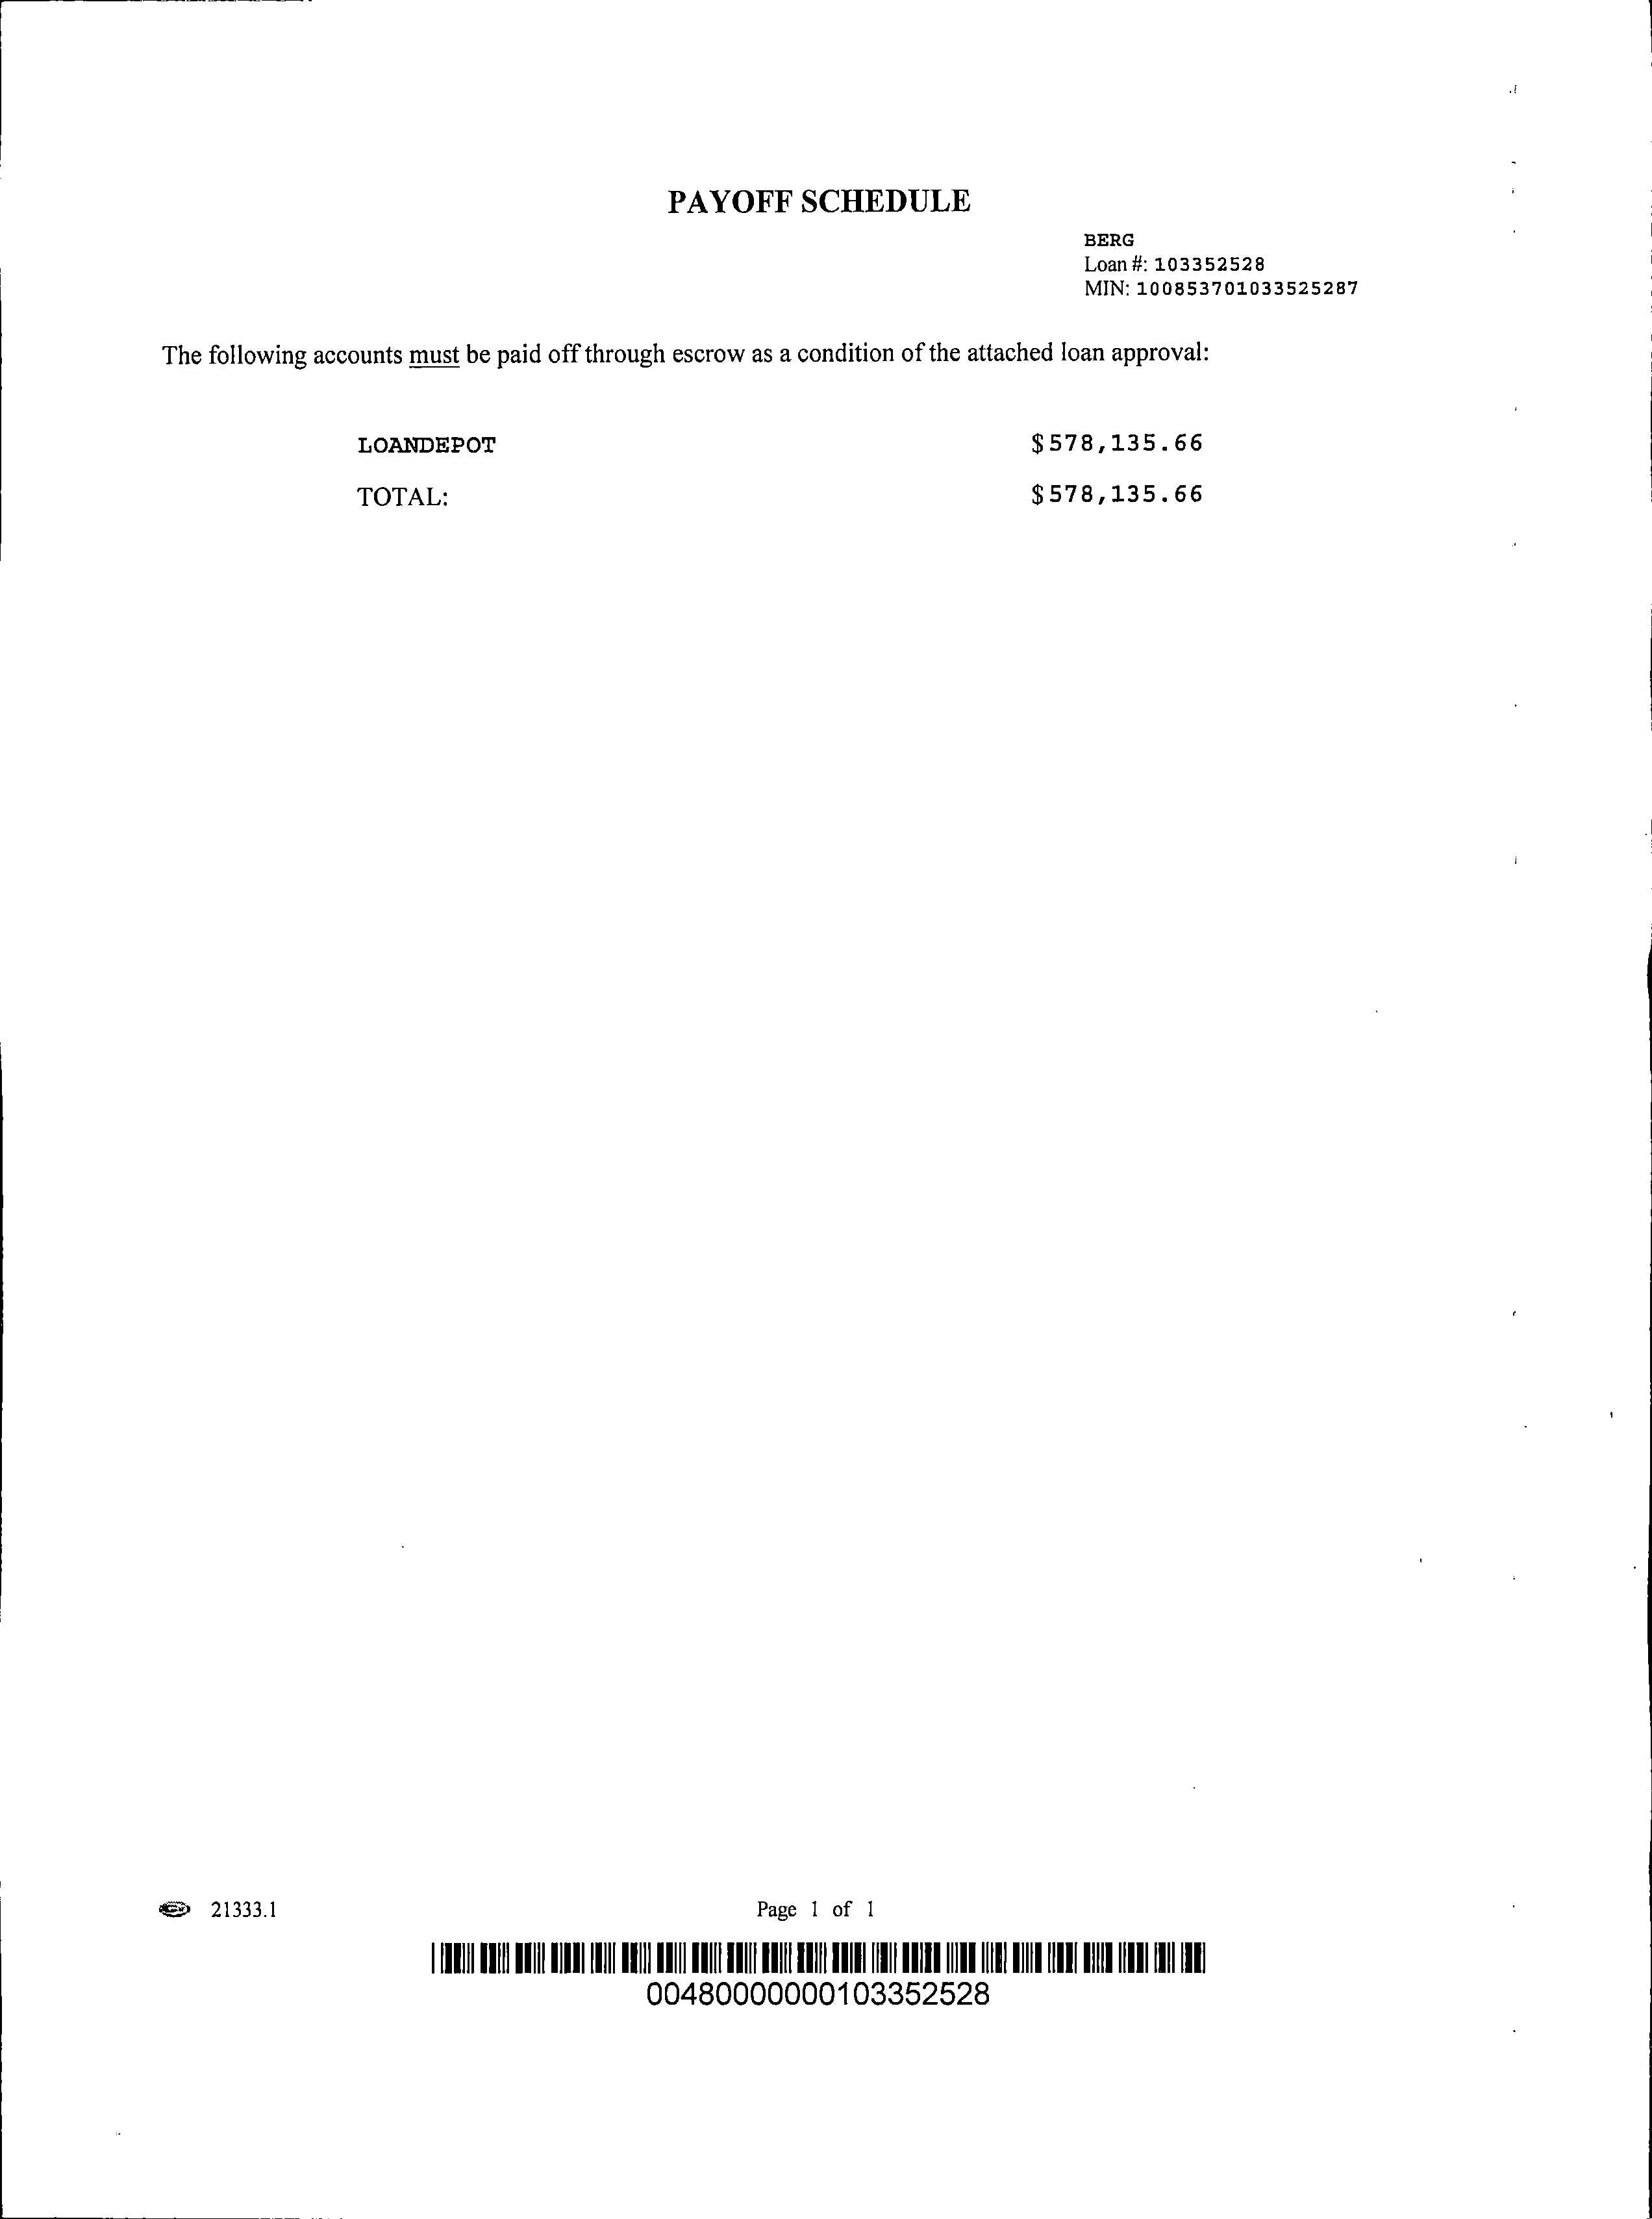 PAYOFF SCHEDULE
BERG
Loan #: 103352528
MIN: 100853701033525287
The following accounts must be paid off through escrow as a condition of the attached loan approval:
LOANDEPOT $578,135.66
TOTAL: $578,135.66
21333.1 Page 1 of 1
00480000000103352528